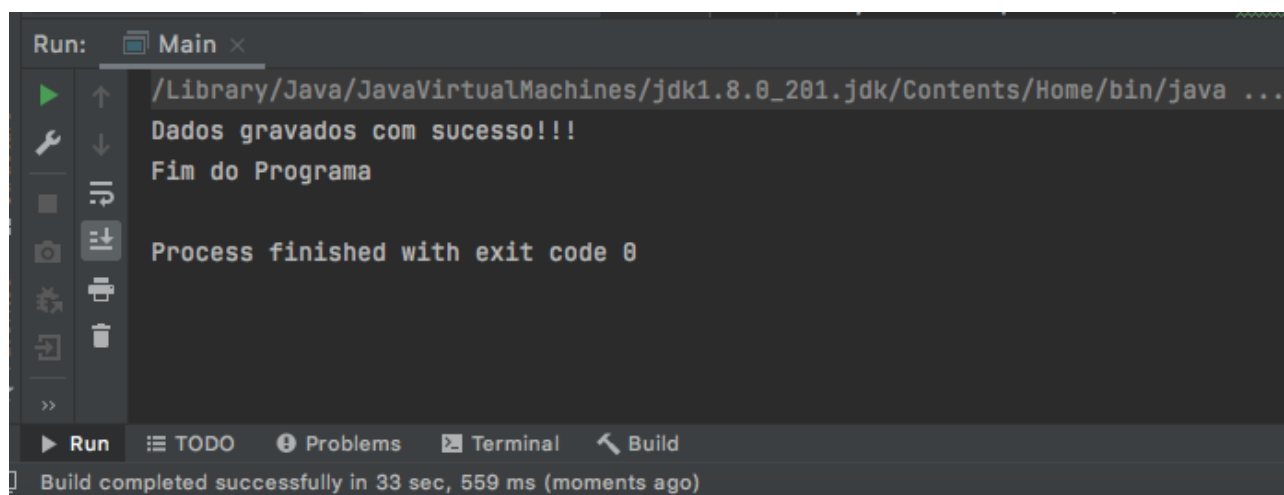 Run: Main
/Library/Java/JavaVirtualMachines/jdk1.8.0_201.jdk/Contents/Home/bin/java ...
Dados gravados com sucesso!!!
Fim do Programa
Process finished with exit code 0
Run TODO Problems Terminal Build
Build completed successfully in 33 sec, 559 ms (moments ago)